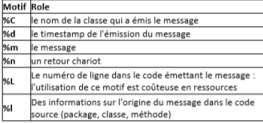 Motif Role
%C le nom de la classe qui a émis le message
%d le timestamp de l'émission du message
%m le message
%n un retour chariot
%L Le numéro de ligne dans le code émettant le message :
l'utilisation de ce motif est coûteuse en ressources
%l Des informations sur l'origine du message dans le code
source (package, classe, méthode)